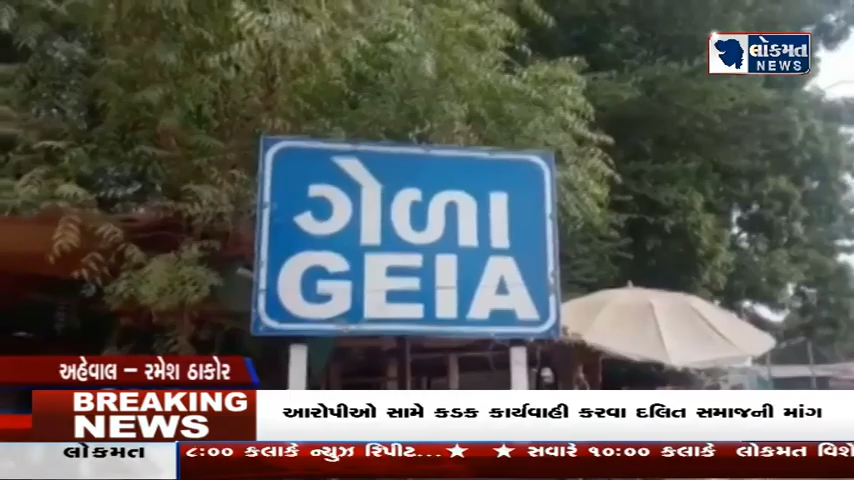 લોકમત
NEWS
ગેળા
GEIA
અહેવાલ – રમેશ ઠાકોર
BREAKING
NEWS
આરોપીઓ સામે કડક કાર્યવાહી કરવા દલિત સમાજની માંગ
લોકમત
૮:૦૦ કલાકે ન્યુઝ રિપીટ... સવારે ૧૦:૦૦ કલાકે લોકમત વિશે